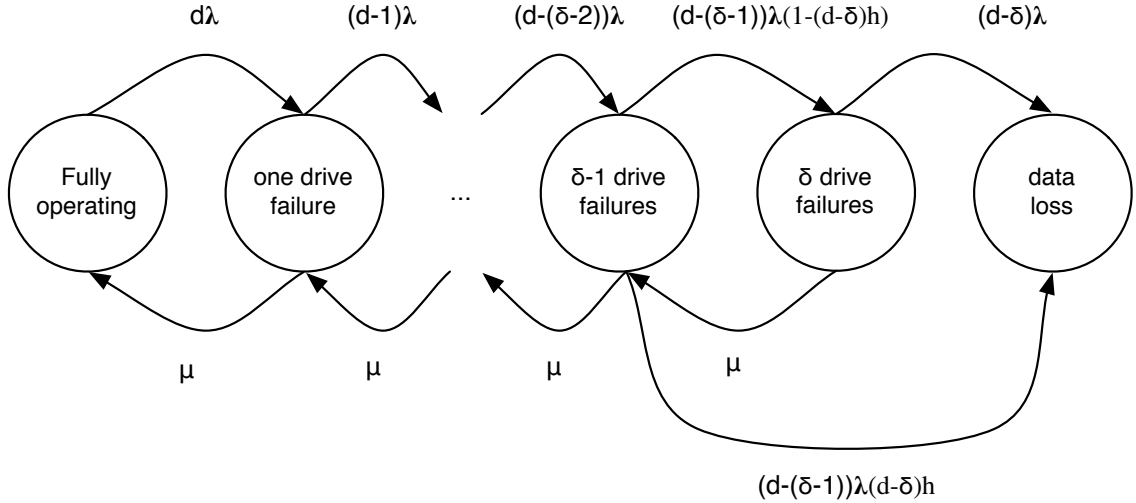 dλ
(d-1)λ
(d-(δ-2))λ
(d-(δ-1))λ(1-(d-δ)h)
(d-δ)λ
Fully
operating
one drive
failure
...
δ-1 drive
failures
δ drive
failures
data
loss
μ
μ
μ
μ
(d-(δ-1))λ(d-δ)h